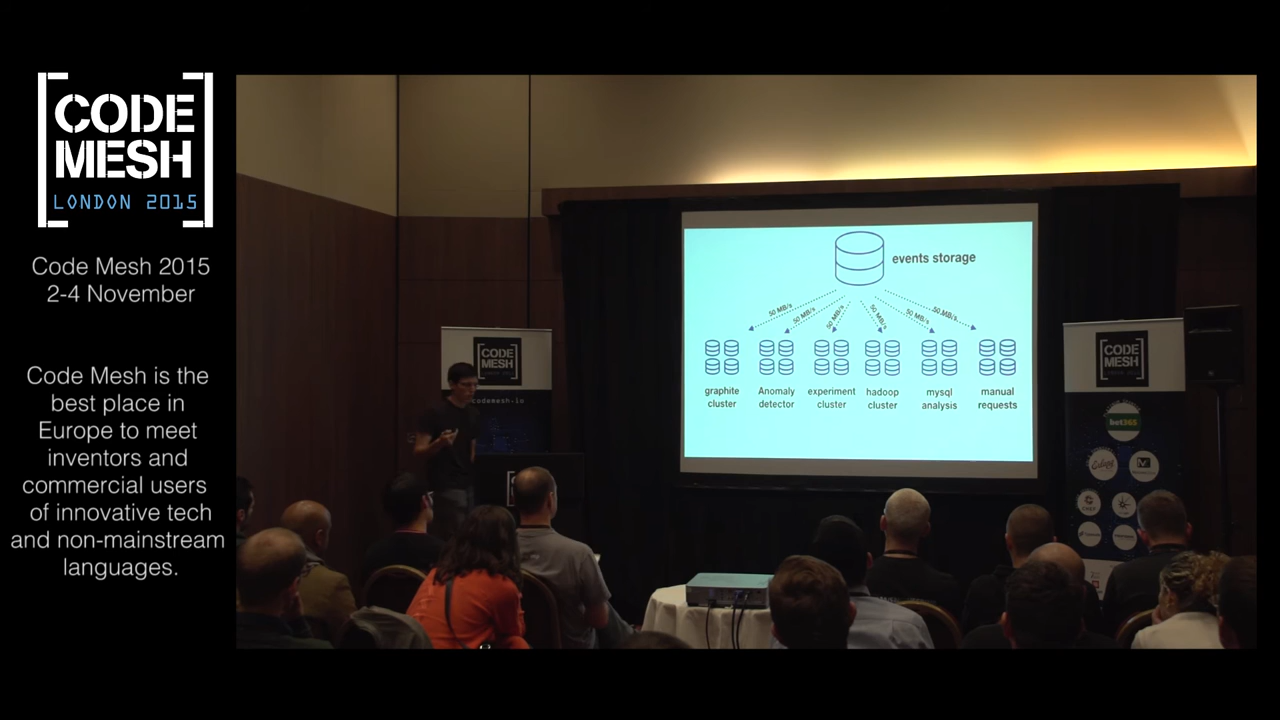 CODE
MESH
LONDON 2015
Code Mesh 2015
2-4 November
Code Mesh is the
best place in
Europe to meet
inventors and
commercial users
of innovative tech
and non-mainstream
languages.
events storage
50 MB/s
50 MB/s
50 MB/s
50 MB/s
50 MB/s
50 MB/s
graphite
cluster
Anomaly
detector
experiment
cluster
hadoop
cluster
mysql
analysis
manual
requests
CODE
MESH
codemesh.io
CODE
MESH
bet365